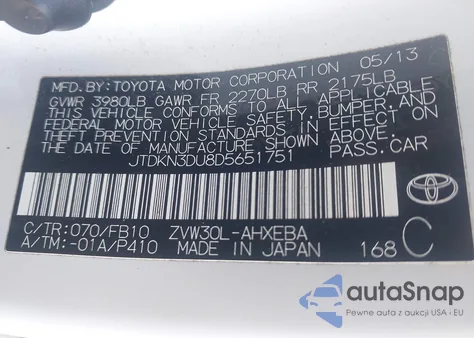 MFD. BY: TOYOTA MOTOR CORPORATION 05/13
GVWR 3980LB GAWR FR 2270LB RR 2175LB
THIS VEHICLE CONFORMS TO ALL APPLICABLE
FEDERAL MOTOR VEHICLE SAFETY, BUMPER, AND
THEFT PREVENTION STANDARDS IN EFFECT ON
THE DATE OF MANUFACTURE SHOWN ABOVE.
JTDKN3DU8D5651751 PASS.CAR
TOYOTA
C/TR:070/FB10 ZVW30L-AHXEBA
A/TM:-01A/P410 MADE IN JAPAN 168 C
autoSnap
Pewne auta z aukcji USA i EU